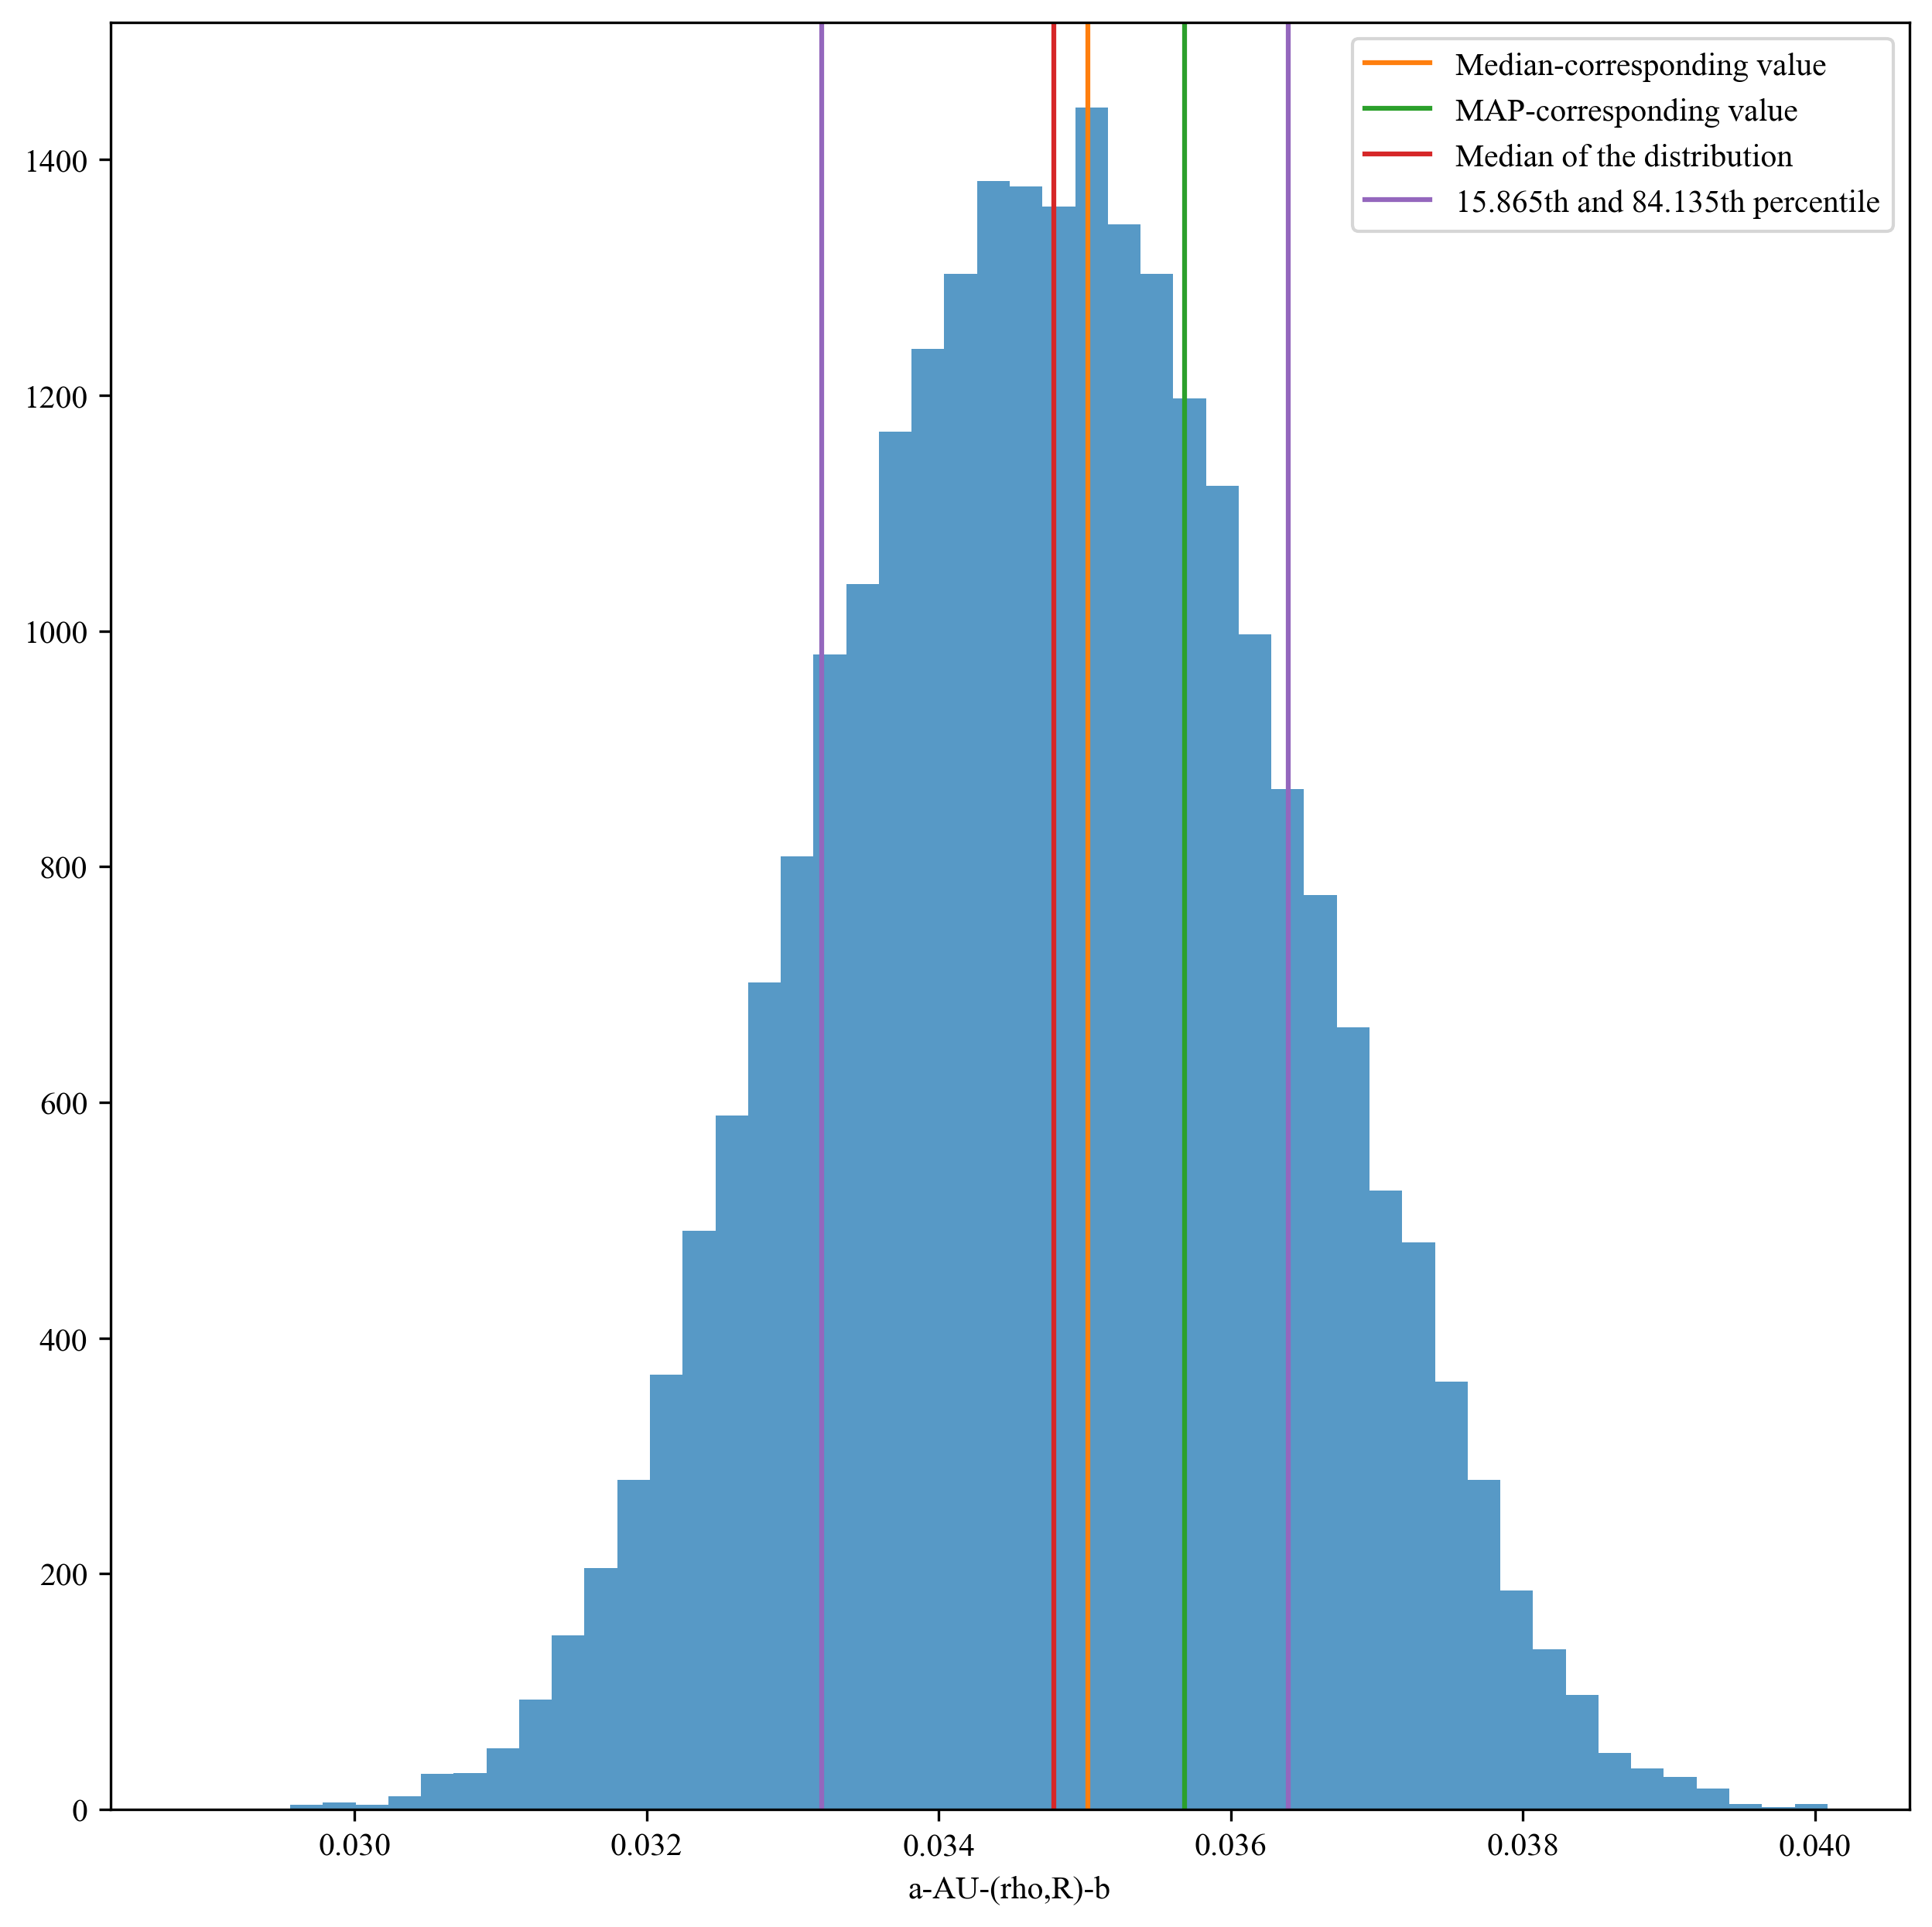 Median-corresponding value
MAP-corresponding value
Median of the distribution
15.865th and 84.135th percentile
1400
1200
1000
800
600
400
200
0
0.030 0.032 0.034 0.036 0.038 0.040
a-AU-(rho,R)-b